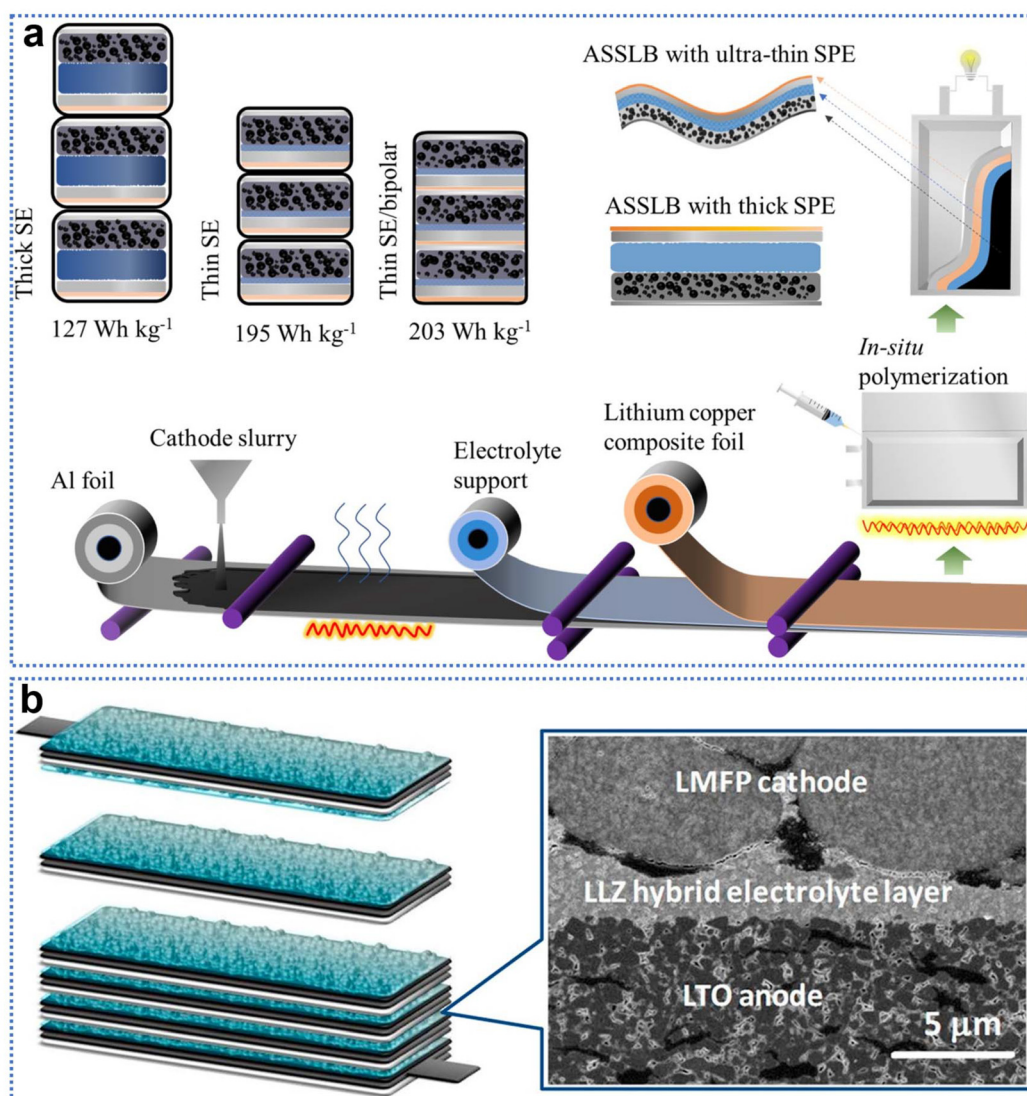 a
Thick SE
127 Wh kg⁻¹
Thin SE
195 Wh kg⁻¹
Thin SE/bipolar
203 Wh kg⁻¹
ASSLB with ultra-thin SPE
ASSLB with thick SPE
In-situ
polymerization
Lithium copper
composite foil
Electrolyte
support
Cathode slurry
Al foil
b
LMFP cathode
LLZ hybrid electrolyte layer
LTO anode
5 μm